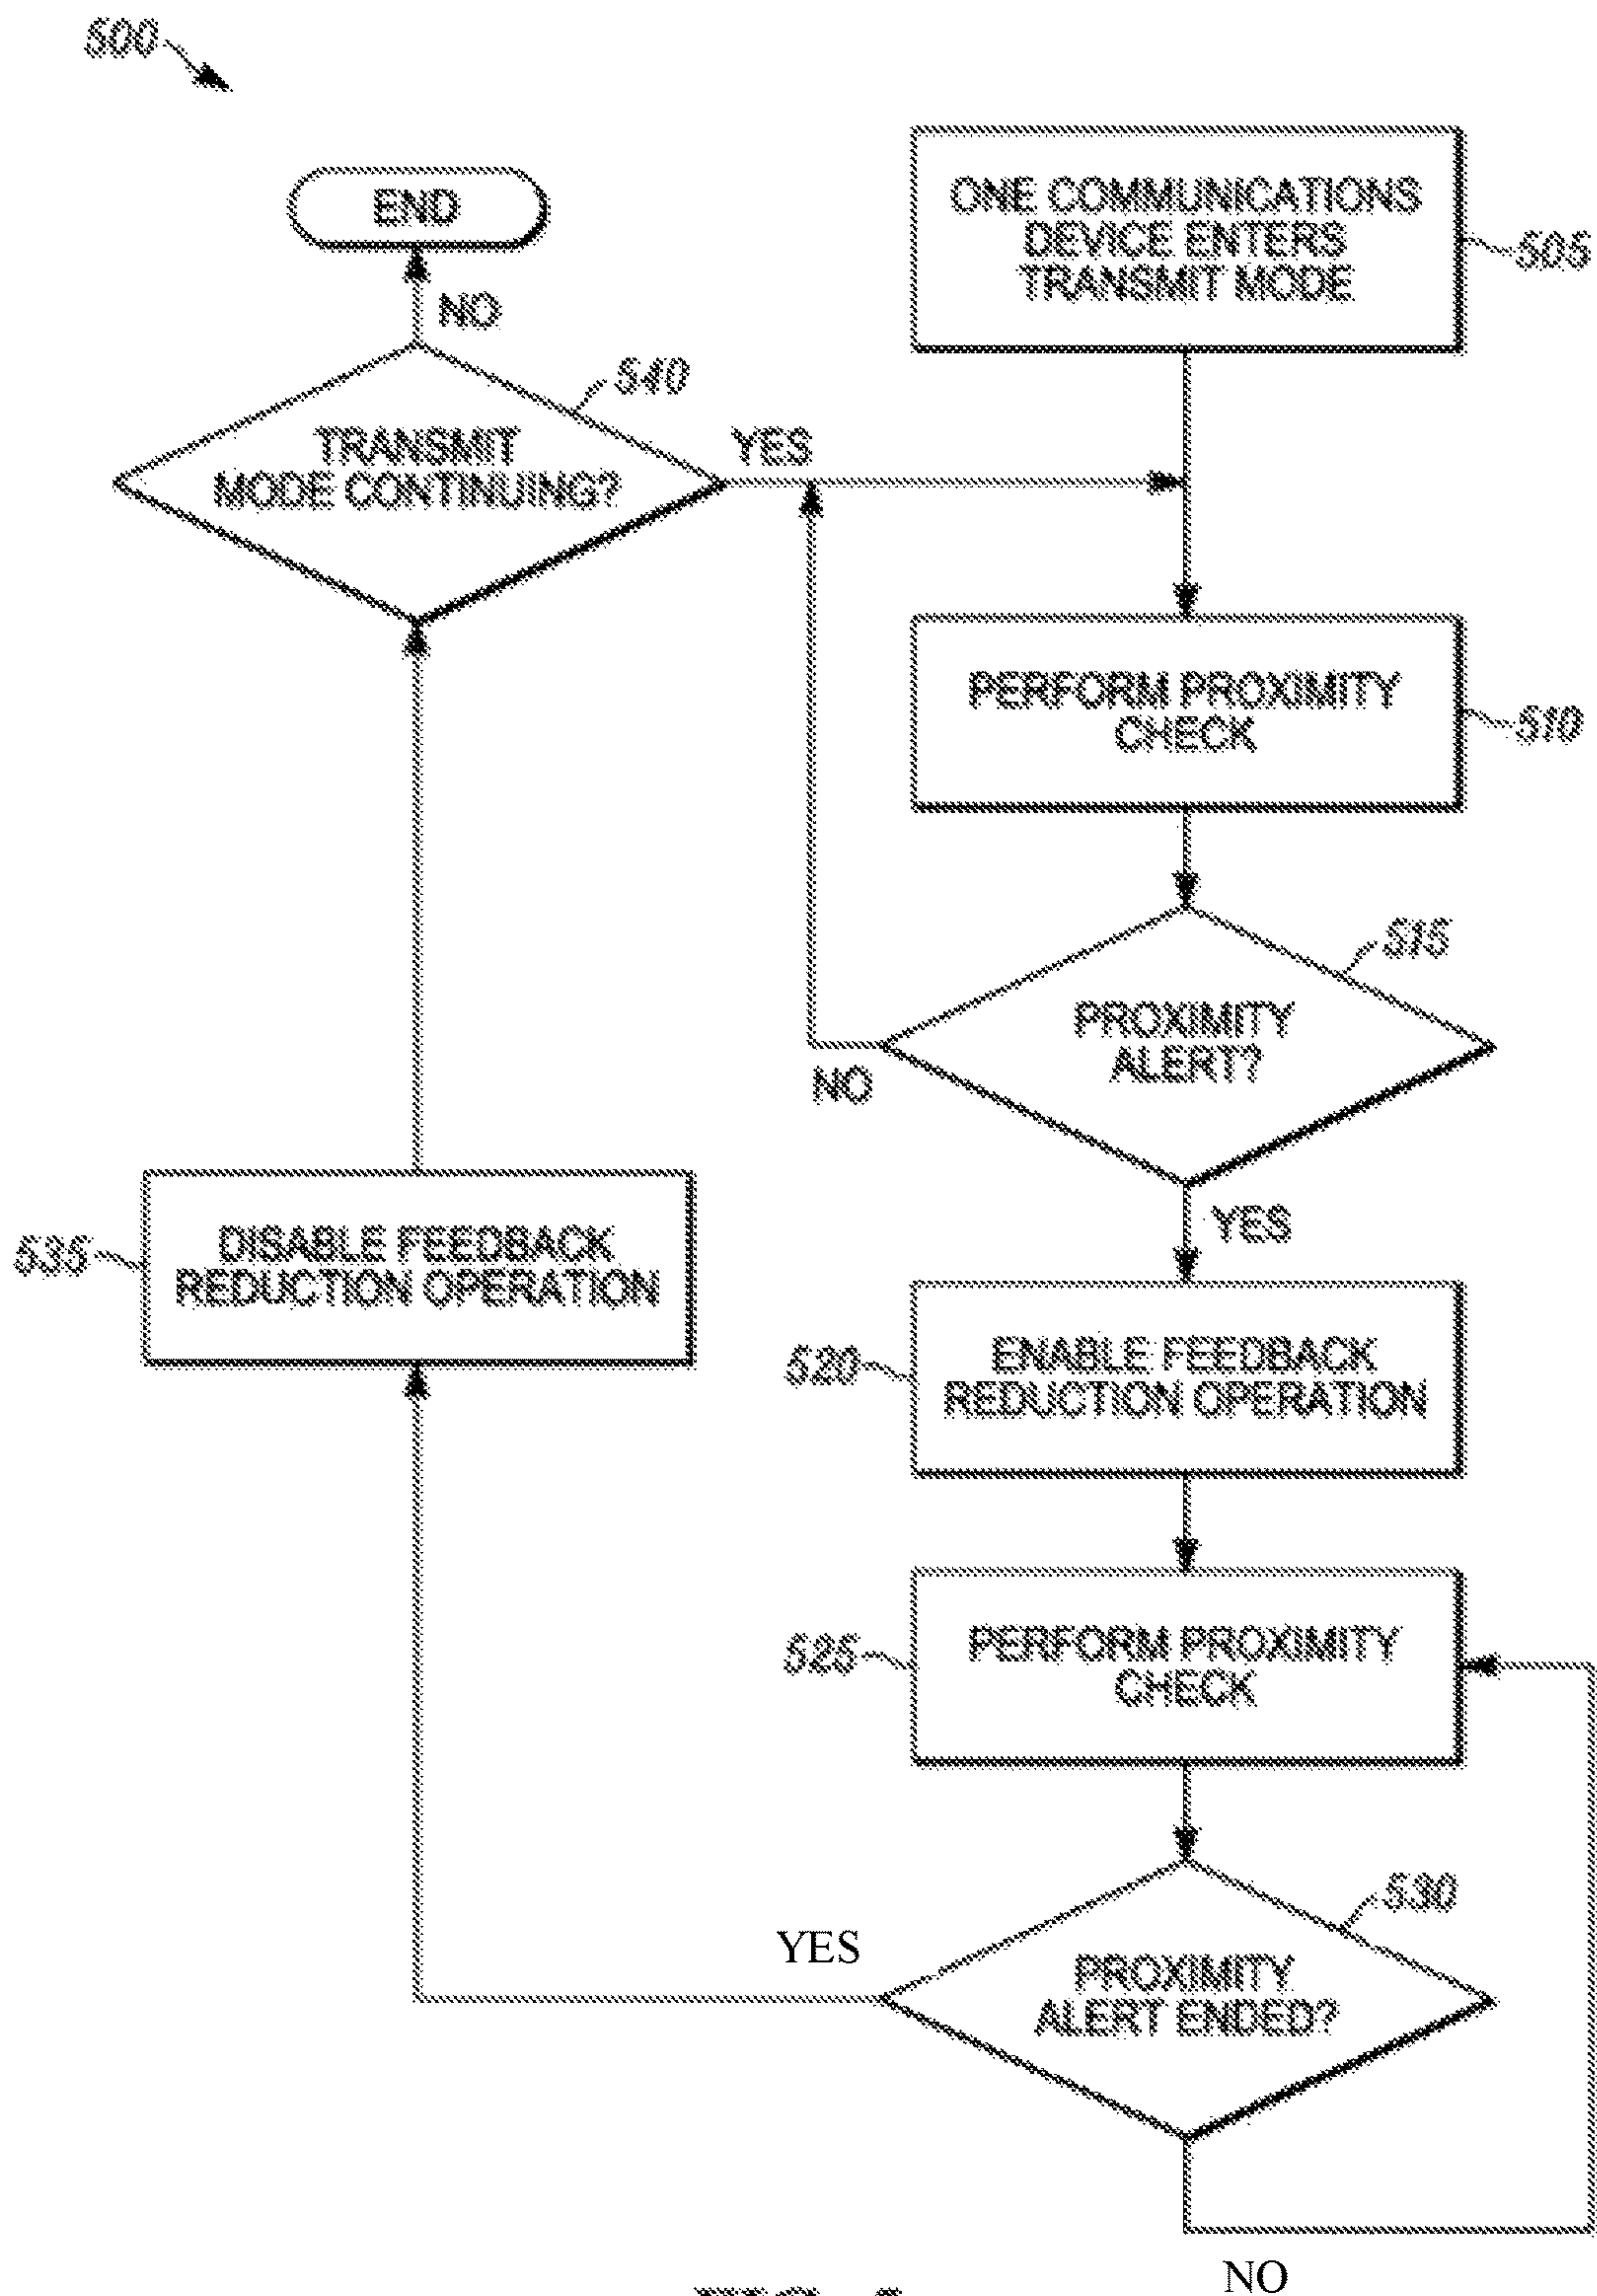 500
END
NO
540
TRANSMIT
MODE CONTINUING?
YES
ONE COMMUNICATIONS
DEVICE ENTERS
TRANSMIT MODE
505
PERFORM PROXIMITY
CHECK
510
515
PROXIMITY
ALERT?
NO
YES
535
DISABLE FEEDBACK
REDUCTION OPERATION
520
ENABLE FEEDBACK
REDUCTION OPERATION
525
PERFORM PROXIMITY
CHECK
530
YES
PROXIMITY
ALERT ENDED?
NO